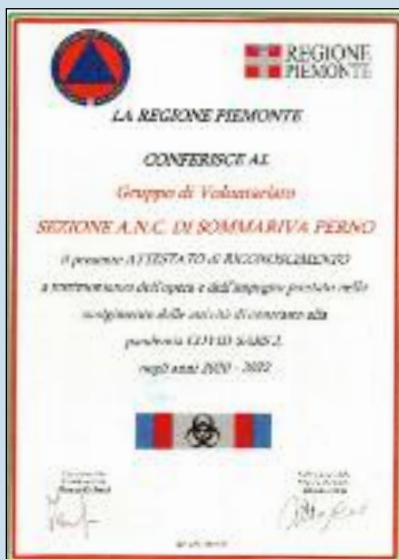 REGIONE
PIEMONTE
LA REGIONE PIEMONTE
CONFERISCE AL
Gruppo di Volontariato
SEZIONE A.N.C. DI SOMMARIVA PERNO
il presente ATTESTATO di RICONOSCIMENTO
a testimonianza dell'opera e dell'impegno prestato nello
svolgimento delle attività di contrasto alla
pandemia COVID SARS 2
negli anni 2020 - 2022